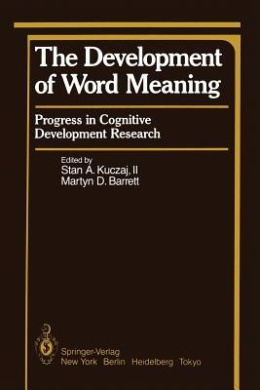 The Development
of Word Meaning
Progress in Cognitive
Development Research
Edited by
Stan A. Kuczaj, II
Martyn D. Barrett
Springer-Verlag
New York Berlin Heidelberg Tokyo